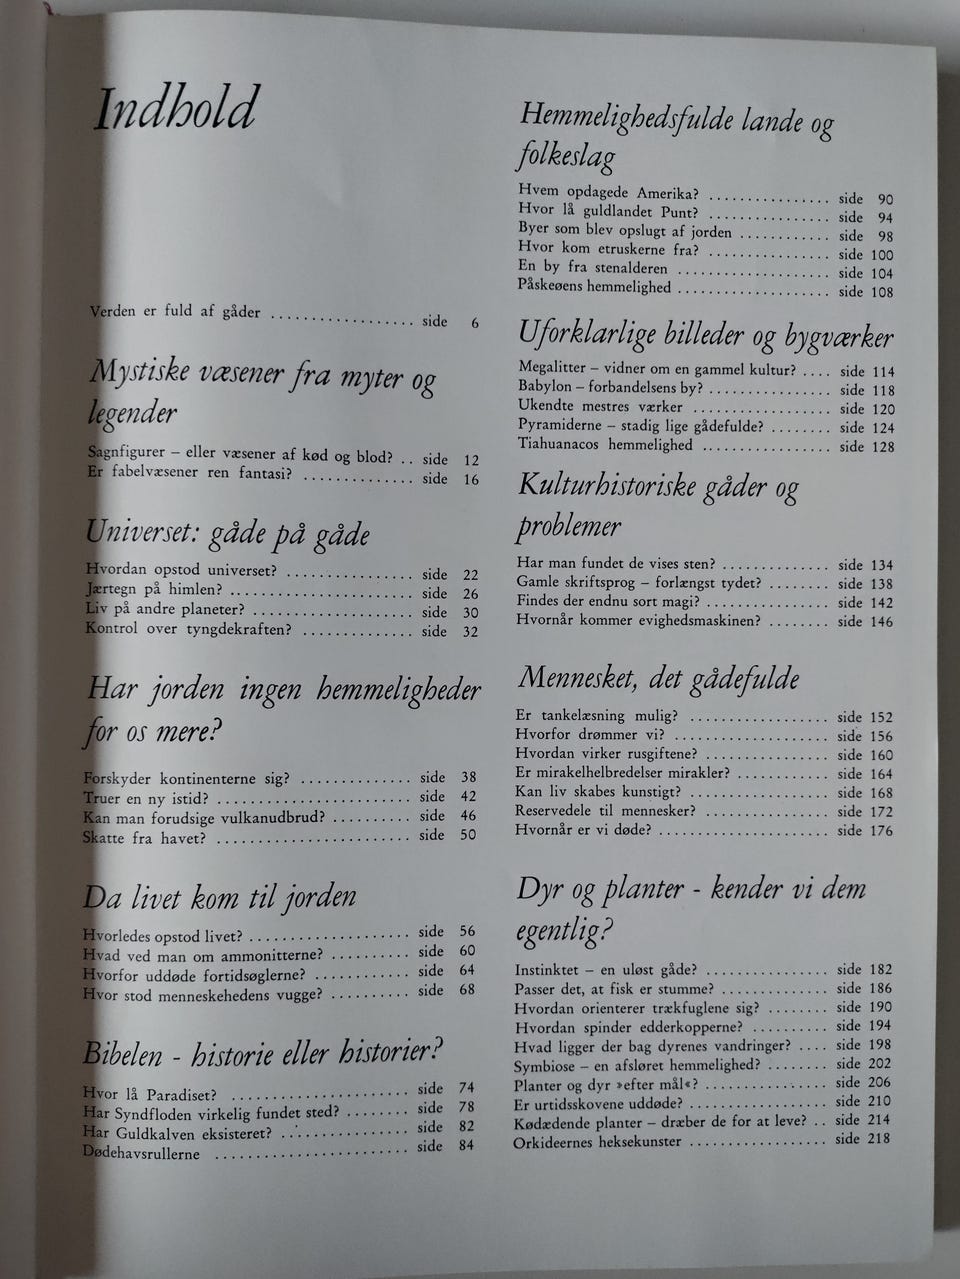 Indhold
Verden er fuld af gåder .................. side 6
Mystiske væsener fra myter og
legender
Sagnfigurer – eller væsener af kød og blod? .. side 12
Er fabelvæsener ren fantasi? .............. side 16
Universet: gåde på gåde
Hvordan opstod universet? ................ side 22
Jærtegn på himlen? ....................... side 26
Liv på andre planeter? .................... side 30
Kontrol over tyngdekraften? .............. side 32
Har jorden ingen hemmeligheder
for os mere?
Forskyder kontinenterne sig? .............. side 38
Truer en ny istid? ........................ side 42
Kan man forudsige vulkanudbrud? .......... side 46
Skatte fra havet? ........................ side 50
Da livet kom til jorden
Hvorledes opstod livet? .................... side 56
Hvad ved man om ammonitterne? .......... side 60
Hvorfor uddøde fortidsøglerne? ............ side 64
Hvor stod menneskehedens vugge? .......... side 68
Bibelen - historie eller historier?
Hvor lå Paradiset? ...................... side 74
Har Syndfloden virkelig fundet sted? ........ side 78
Har Guldkalven eksisteret? ................ side 82
Dødehavsrullerne ........................ side 84
Hemmelighedsfulde lande og
folkeslag
Hvem opdagede Amerika? ................ side 90
Hvor lå guldlandet Punt? ................ side 94
Byer som blev opslugt af jorden ............ side 98
Hvor kom etruskerne fra? ................ side 100
En by fra stenalderen .................... side 104
Påskeøens hemmelighed .................... side 108
Uforklarlige billeder og bygværker
Megalitter – vidner om en gammel kultur? .... side 114
Babylon – forbandelsens by? ................ side 118
Ukendte mestres værker .................. side 120
Pyramiderne – stadig lige gådefulde? ........ side 124
Tiahuanacos hemmelighed ................. side 128
Kulturhistoriske gåder og
problemer
Har man fundet de vises sten? .............. side 134
Gamle skriftsprog – forlængst tydet? ........ side 138
Findes der endnu sort magi? ................ side 142
Hvornår kommer evighedsmaskinen? ........ side 146
Mennesket, det gådefulde
Er tankelæsning mulig? .................. side 152
Hvorfor drømmer vi? .................... side 156
Hvordan virker rusgiftene? ................ side 160
Er mirakelhelbredelser mirakler? ............ side 164
Kan liv skabes kunstigt? ................... side 168
Reservedele til mennesker? ................ side 172
Hvornår er vi døde? ...................... side 176
Dyr og planter - kender vi dem
egentlig?
Instinktet – en uløst gåde? ................ side 182
Passer det, at fisk er stumme? .............. side 186
Hvordan orienterer trækfuglene sig? ........ side 190
Hvordan spinder edderkopperne? .......... side 194
Hvad ligger der bag dyrenes vandringer? .... side 198
Symbiose – en afsløret hemmelighed? ........ side 202
Planter og dyr »efter mål«? ................ side 206
Er urtidsskovene uddøde? .................. side 210
Kødædende planter – dræber de for at leve? .. side 214
Orkideernes heksekunster .................. side 218